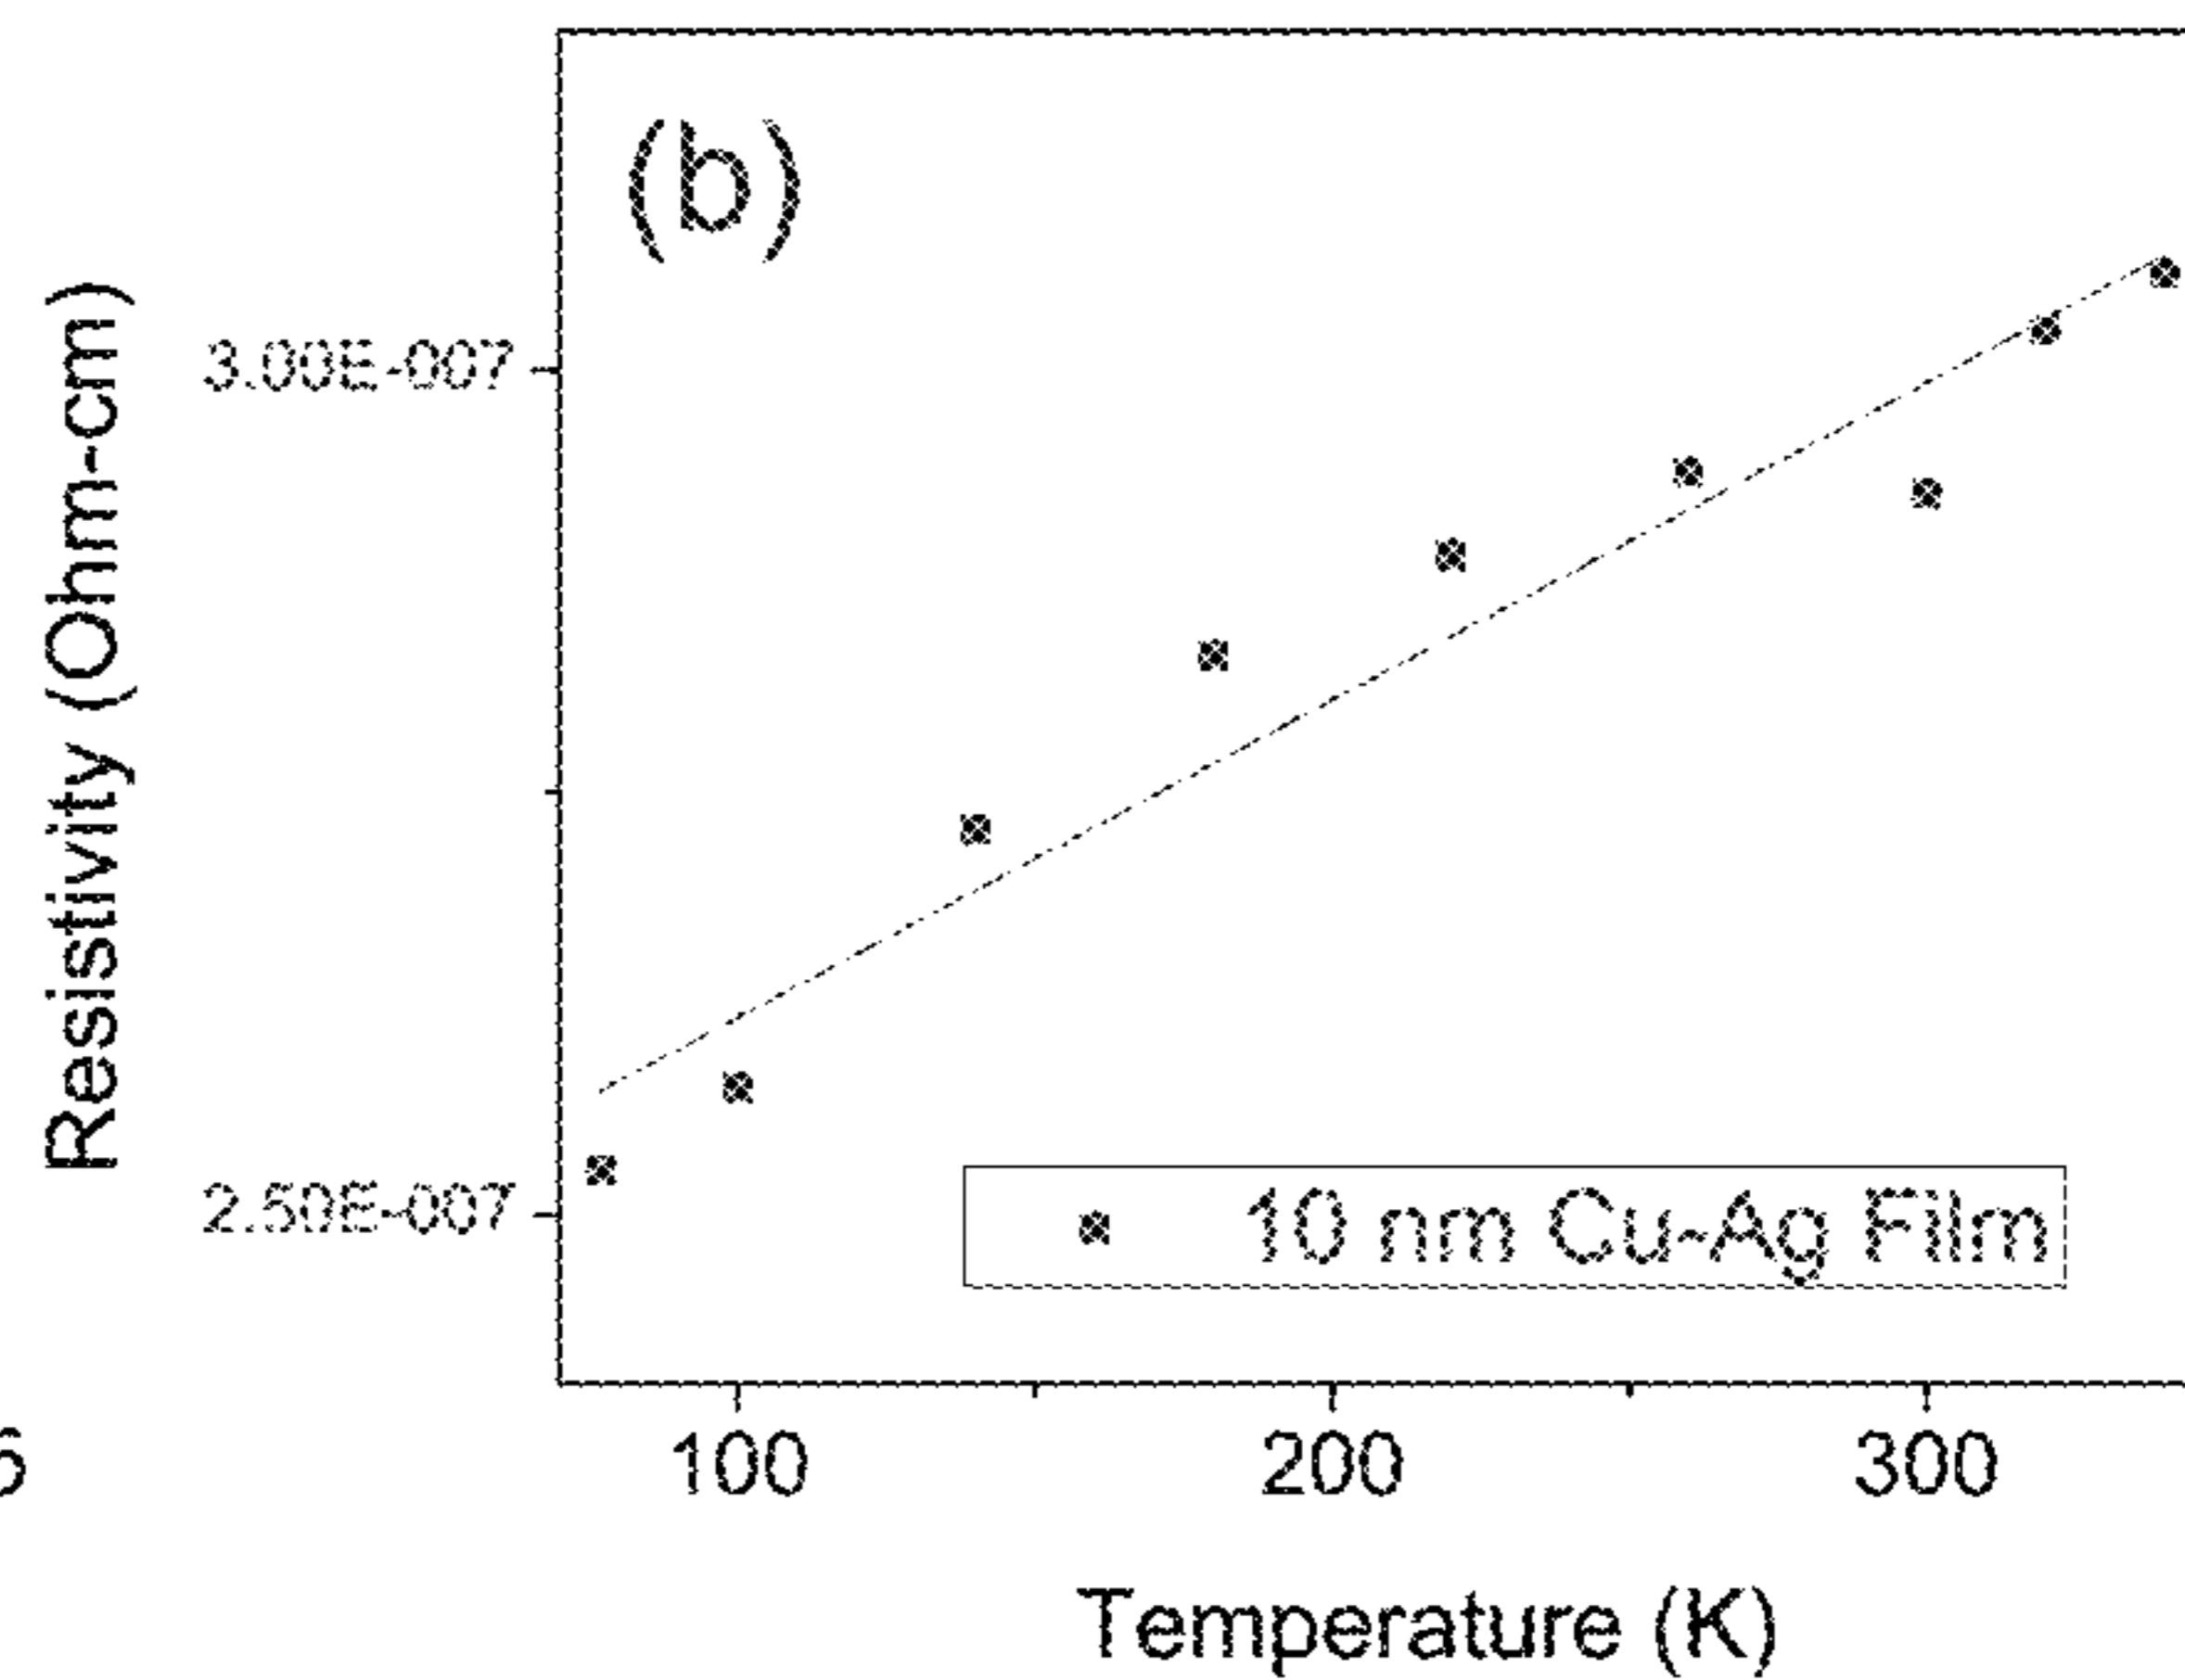 (b)
Resistivity (Ohm-cm)
3.00E-007
2.50E-007
10 nm Cu-Ag Film
100 200 300
Temperature (K)